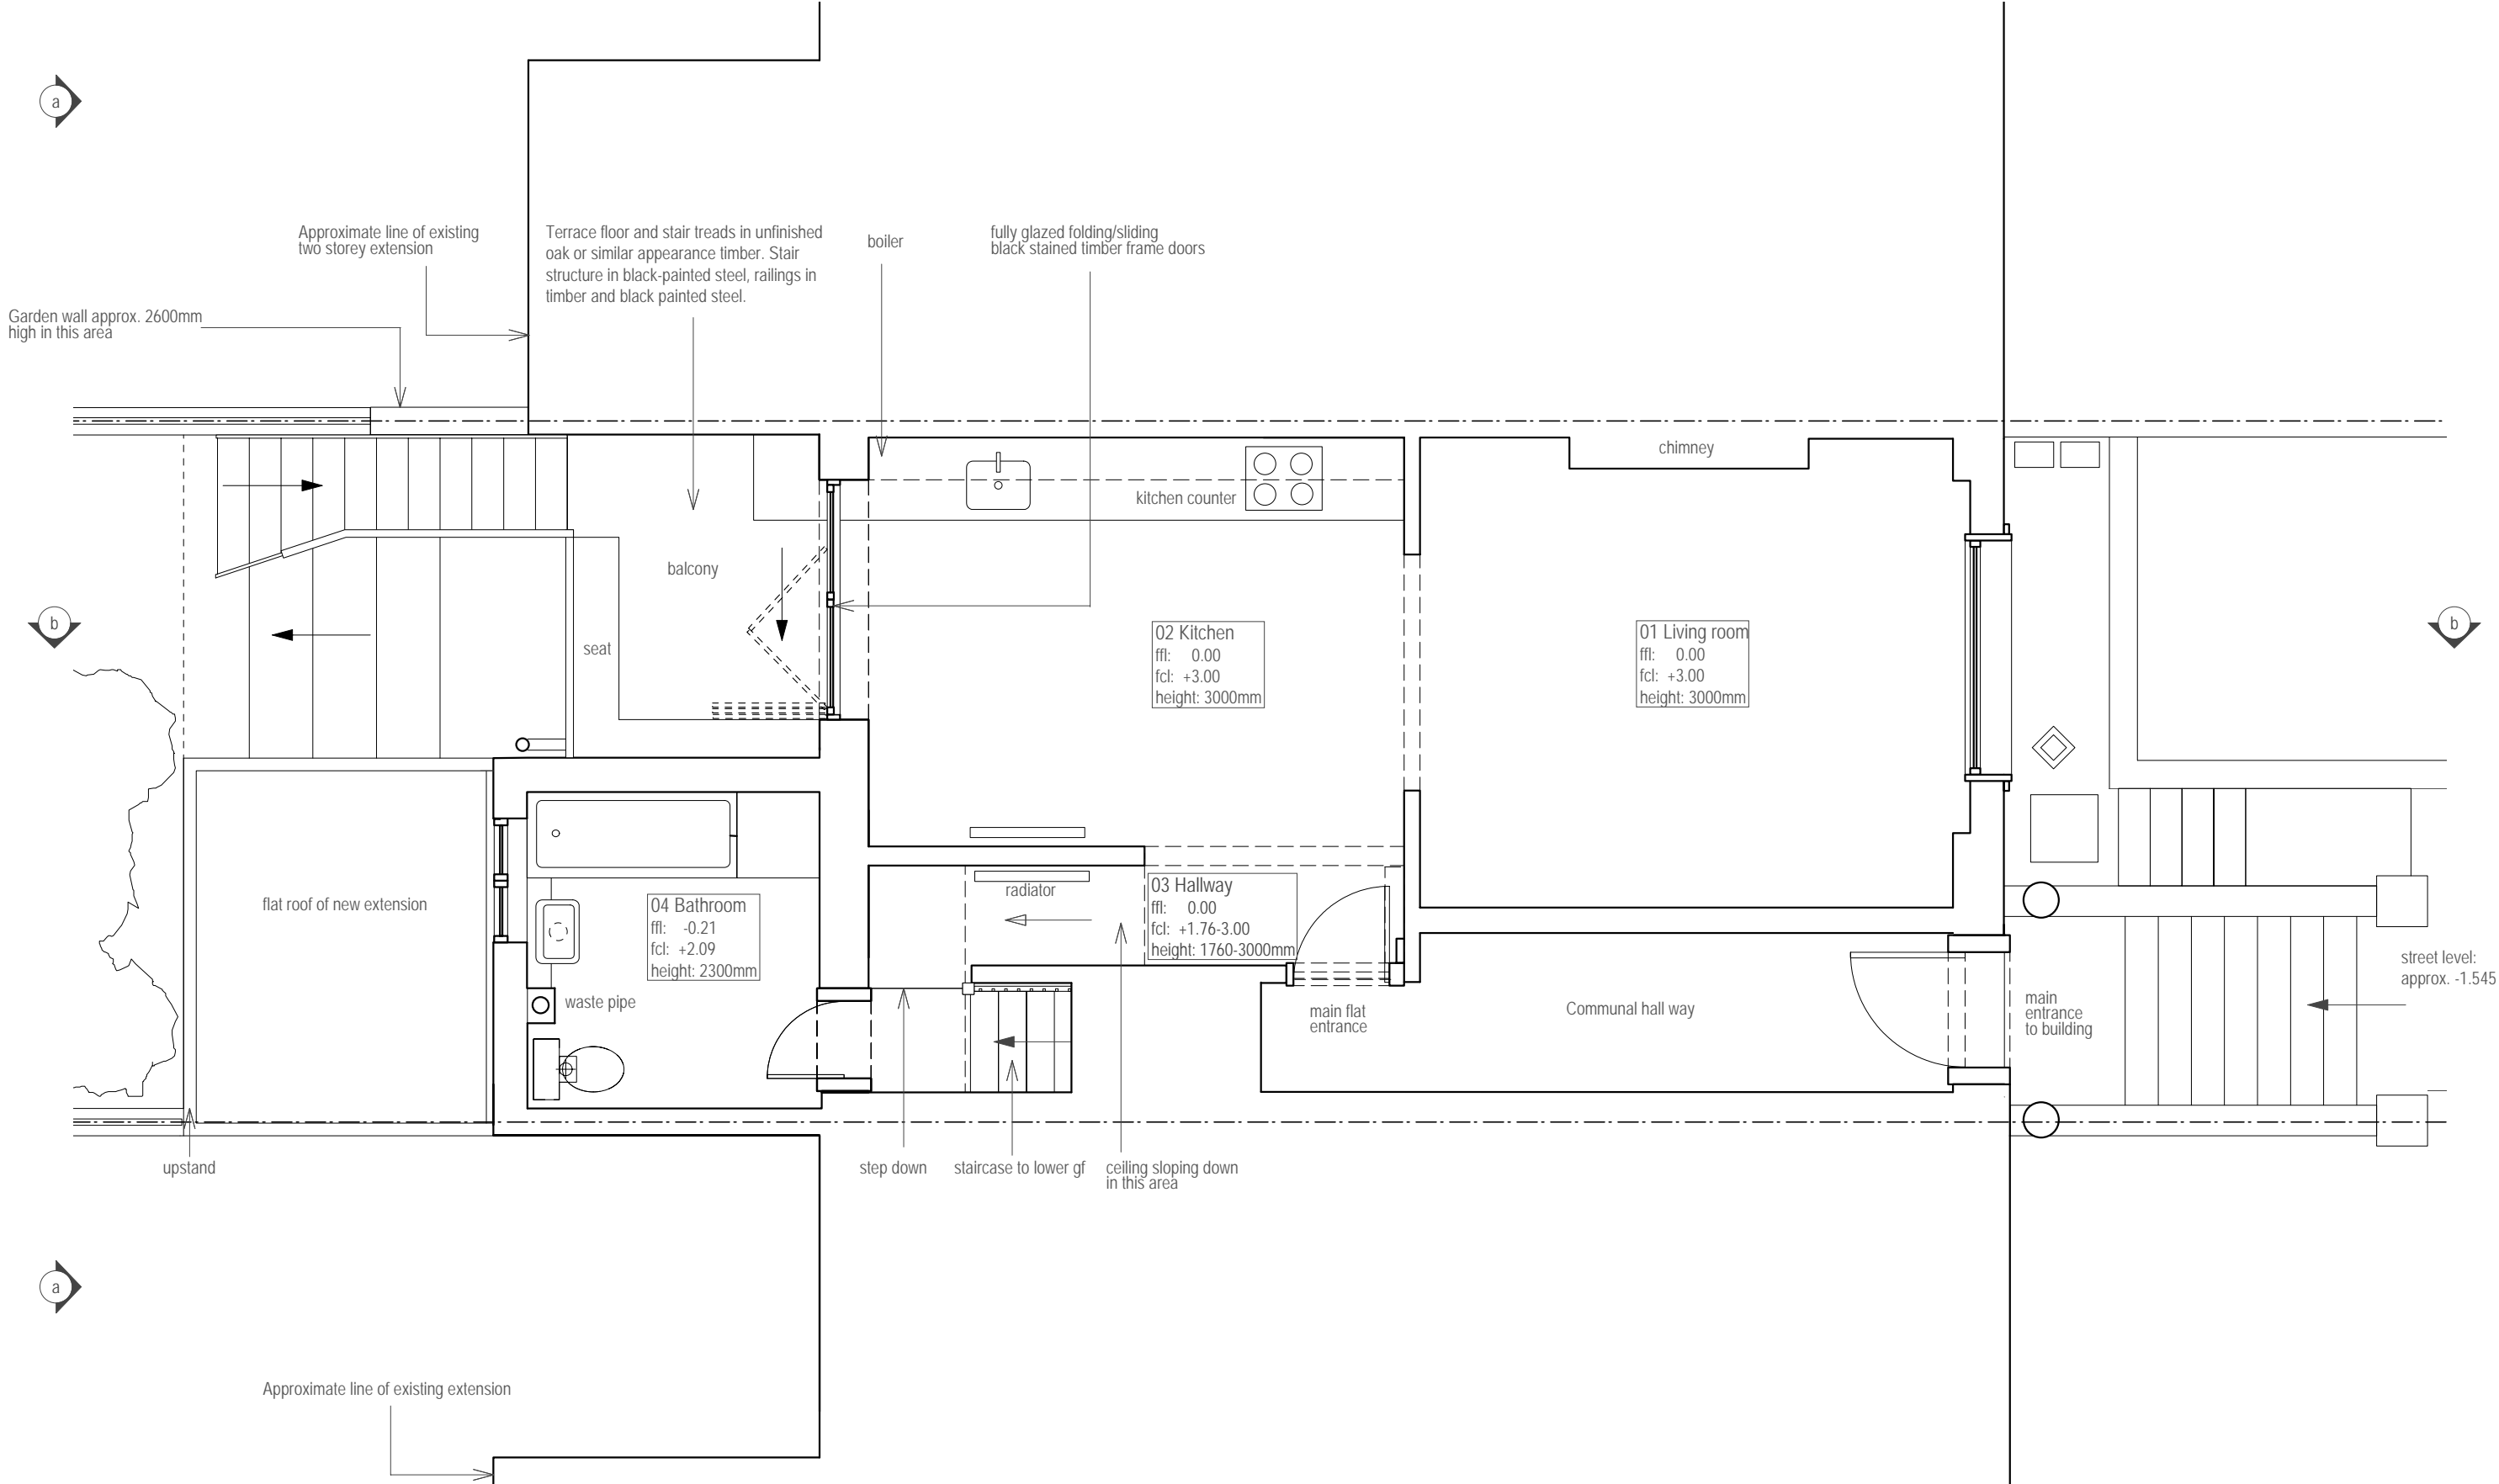 a
Approximate line of existing
two storey extension
Terrace floor and stair treads in unfinished
oak or similar appearance timber. Stair
structure in black-painted steel, railings in
timber and black painted steel.
boiler
fully glazed folding/sliding
black stained timber frame doors
Garden wall approx. 2600mm
high in this area
chimney
kitchen counter
balcony
b
seat
02 Kitchen
ffl: 0.00
fcl: +3.00
height: 3000mm
01 Living room
ffl: 0.00
fcl: +3.00
height: 3000mm
b
flat roof of new extension
04 Bathroom
ffl: -0.21
fcl: +2.09
height: 2300mm
radiator
03 Hallway
ffl: 0.00
fcl: +1.76-3.00
height: 1760-3000mm
waste pipe
main flat
entrance
Communal hall way
main
entrance
to building
street level:
approx. -1.545
upstand
step down
staircase to lower gf
ceiling sloping down
in this area
a
Approximate line of existing extension